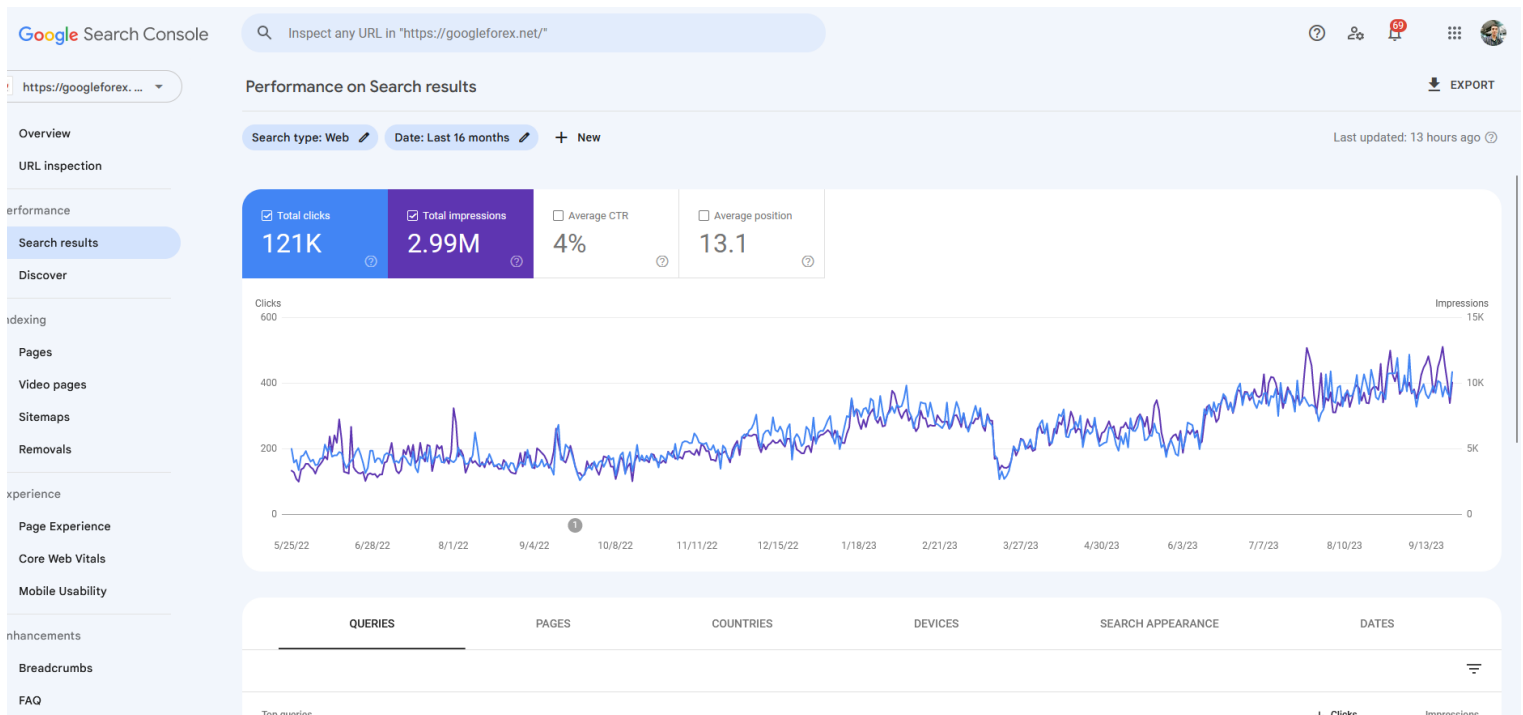 Google Search Console
Inspect any URL in "https://googleforex.net/"
69
https://googleforex. ...
Performance on Search results
EXPORT
Overview
URL inspection
Search type: Web
Date: Last 16 months
New
Last updated: 13 hours ago
erformance
Search results
Discover
ndexing
Pages
Video pages
Sitemaps
Removals
xperience
Page Experience
Core Web Vitals
Mobile Usability
nhancements
Breadcrumbs
FAQ
Total clicks
121K
Total impressions
2.99M
Average CTR
4%
Average position
13.1
Clicks
Impressions
600
15K
400
10K
200
5K
0
0
1
5/25/22 6/28/22 8/1/22 9/4/22 10/8/22 11/11/22 12/15/22 1/18/23 2/21/23 3/27/23 4/30/23 6/3/23 7/7/23 8/10/23 9/13/23
QUERIES PAGES COUNTRIES DEVICES SEARCH APPEARANCE DATES
Top queries Clicks Impressions